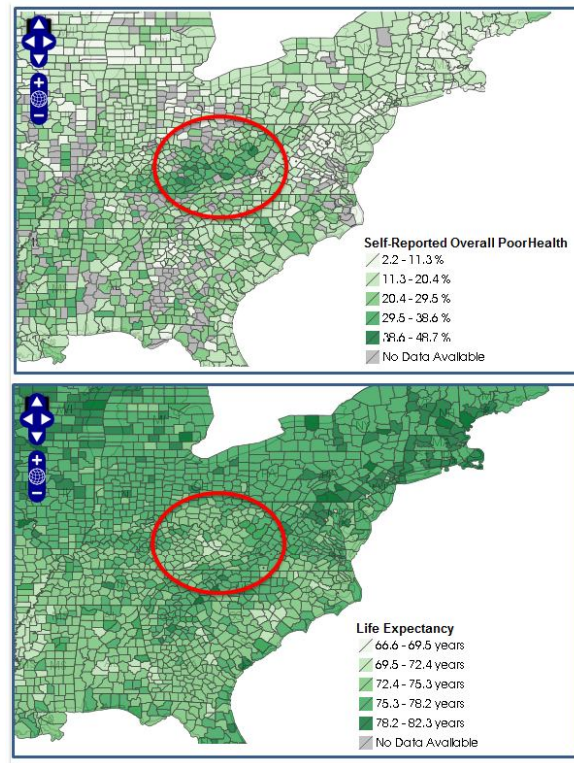 Self-Reported Overall PoorHealth
2.2 - 11.3 %
11.3 - 20.4 %
20.4 - 29.5 %
29.5 - 38.6 %
38.6 - 48.7 %
No Data Available
Life Expectancy
66.6 - 69.5 years
69.5 - 72.4 years
72.4 - 75.3 years
75.3 - 78.2 years
78.2 - 82.3 years
No Data Available